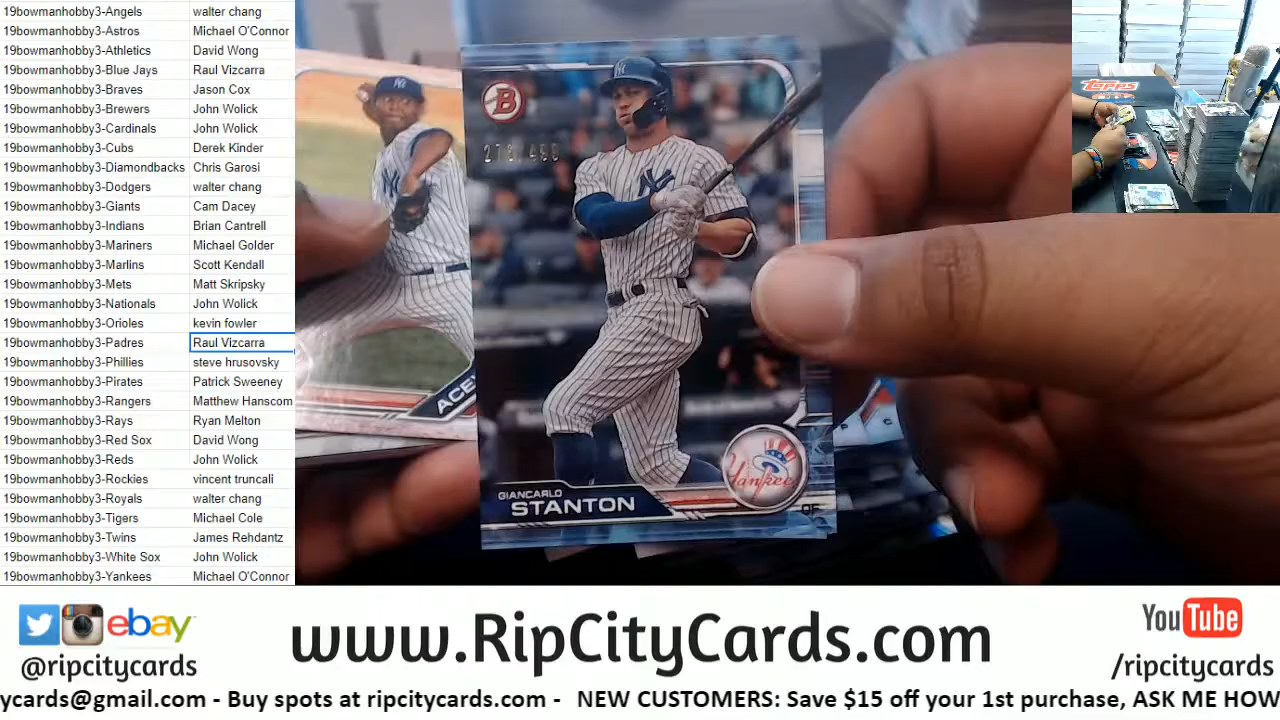 19bowmanhobby3-Angels walter chang
19bowmanhobby3-Astros Michael O'Connor
19bowmanhobby3-Athletics David Wong
19bowmanhobby3-Blue Jays Raul Vizcarra
19bowmanhobby3-Braves Jason Cox
19bowmanhobby3-Brewers John Wolick
19bowmanhobby3-Cardinals John Wolick
19bowmanhobby3-Cubs Derek Kinder
19bowmanhobby3-Diamondbacks Chris Garosi
19bowmanhobby3-Dodgers walter chang
19bowmanhobby3-Giants Cam Dacey
19bowmanhobby3-Indians Brian Cantrell
19bowmanhobby3-Mariners Michael Golder
19bowmanhobby3-Marlins Scott Kendall
19bowmanhobby3-Mets Matt Skripsky
19bowmanhobby3-Nationals John Wolick
19bowmanhobby3-Orioles kevin fowler
19bowmanhobby3-Padres Raul Vizcarra
19bowmanhobby3-Phillies steve hrusovsky
19bowmanhobby3-Pirates Patrick Sweeney
19bowmanhobby3-Rangers Matthew Hanscom
19bowmanhobby3-Rays Ryan Melton
19bowmanhobby3-Red Sox David Wong
19bowmanhobby3-Reds John Wolick
19bowmanhobby3-Rockies vincent truncali
19bowmanhobby3-Royals walter chang
19bowmanhobby3-Tigers Michael Cole
19bowmanhobby3-Twins James Rehdantz
19bowmanhobby3-White Sox John Wolick
19bowmanhobby3-Yankees Michael O'Connor
B
NY
ACE
Yankees
GIANCARLO
STANTON
OF
Topps
ebay
@ripcitycards
www.RipCityCards.com
YouTube
/ripcitycards
ycards@gmail.com - Buy spots at ripcitycards.com - NEW CUSTOMERS: Save $15 off your 1st purchase, ASK ME HOW